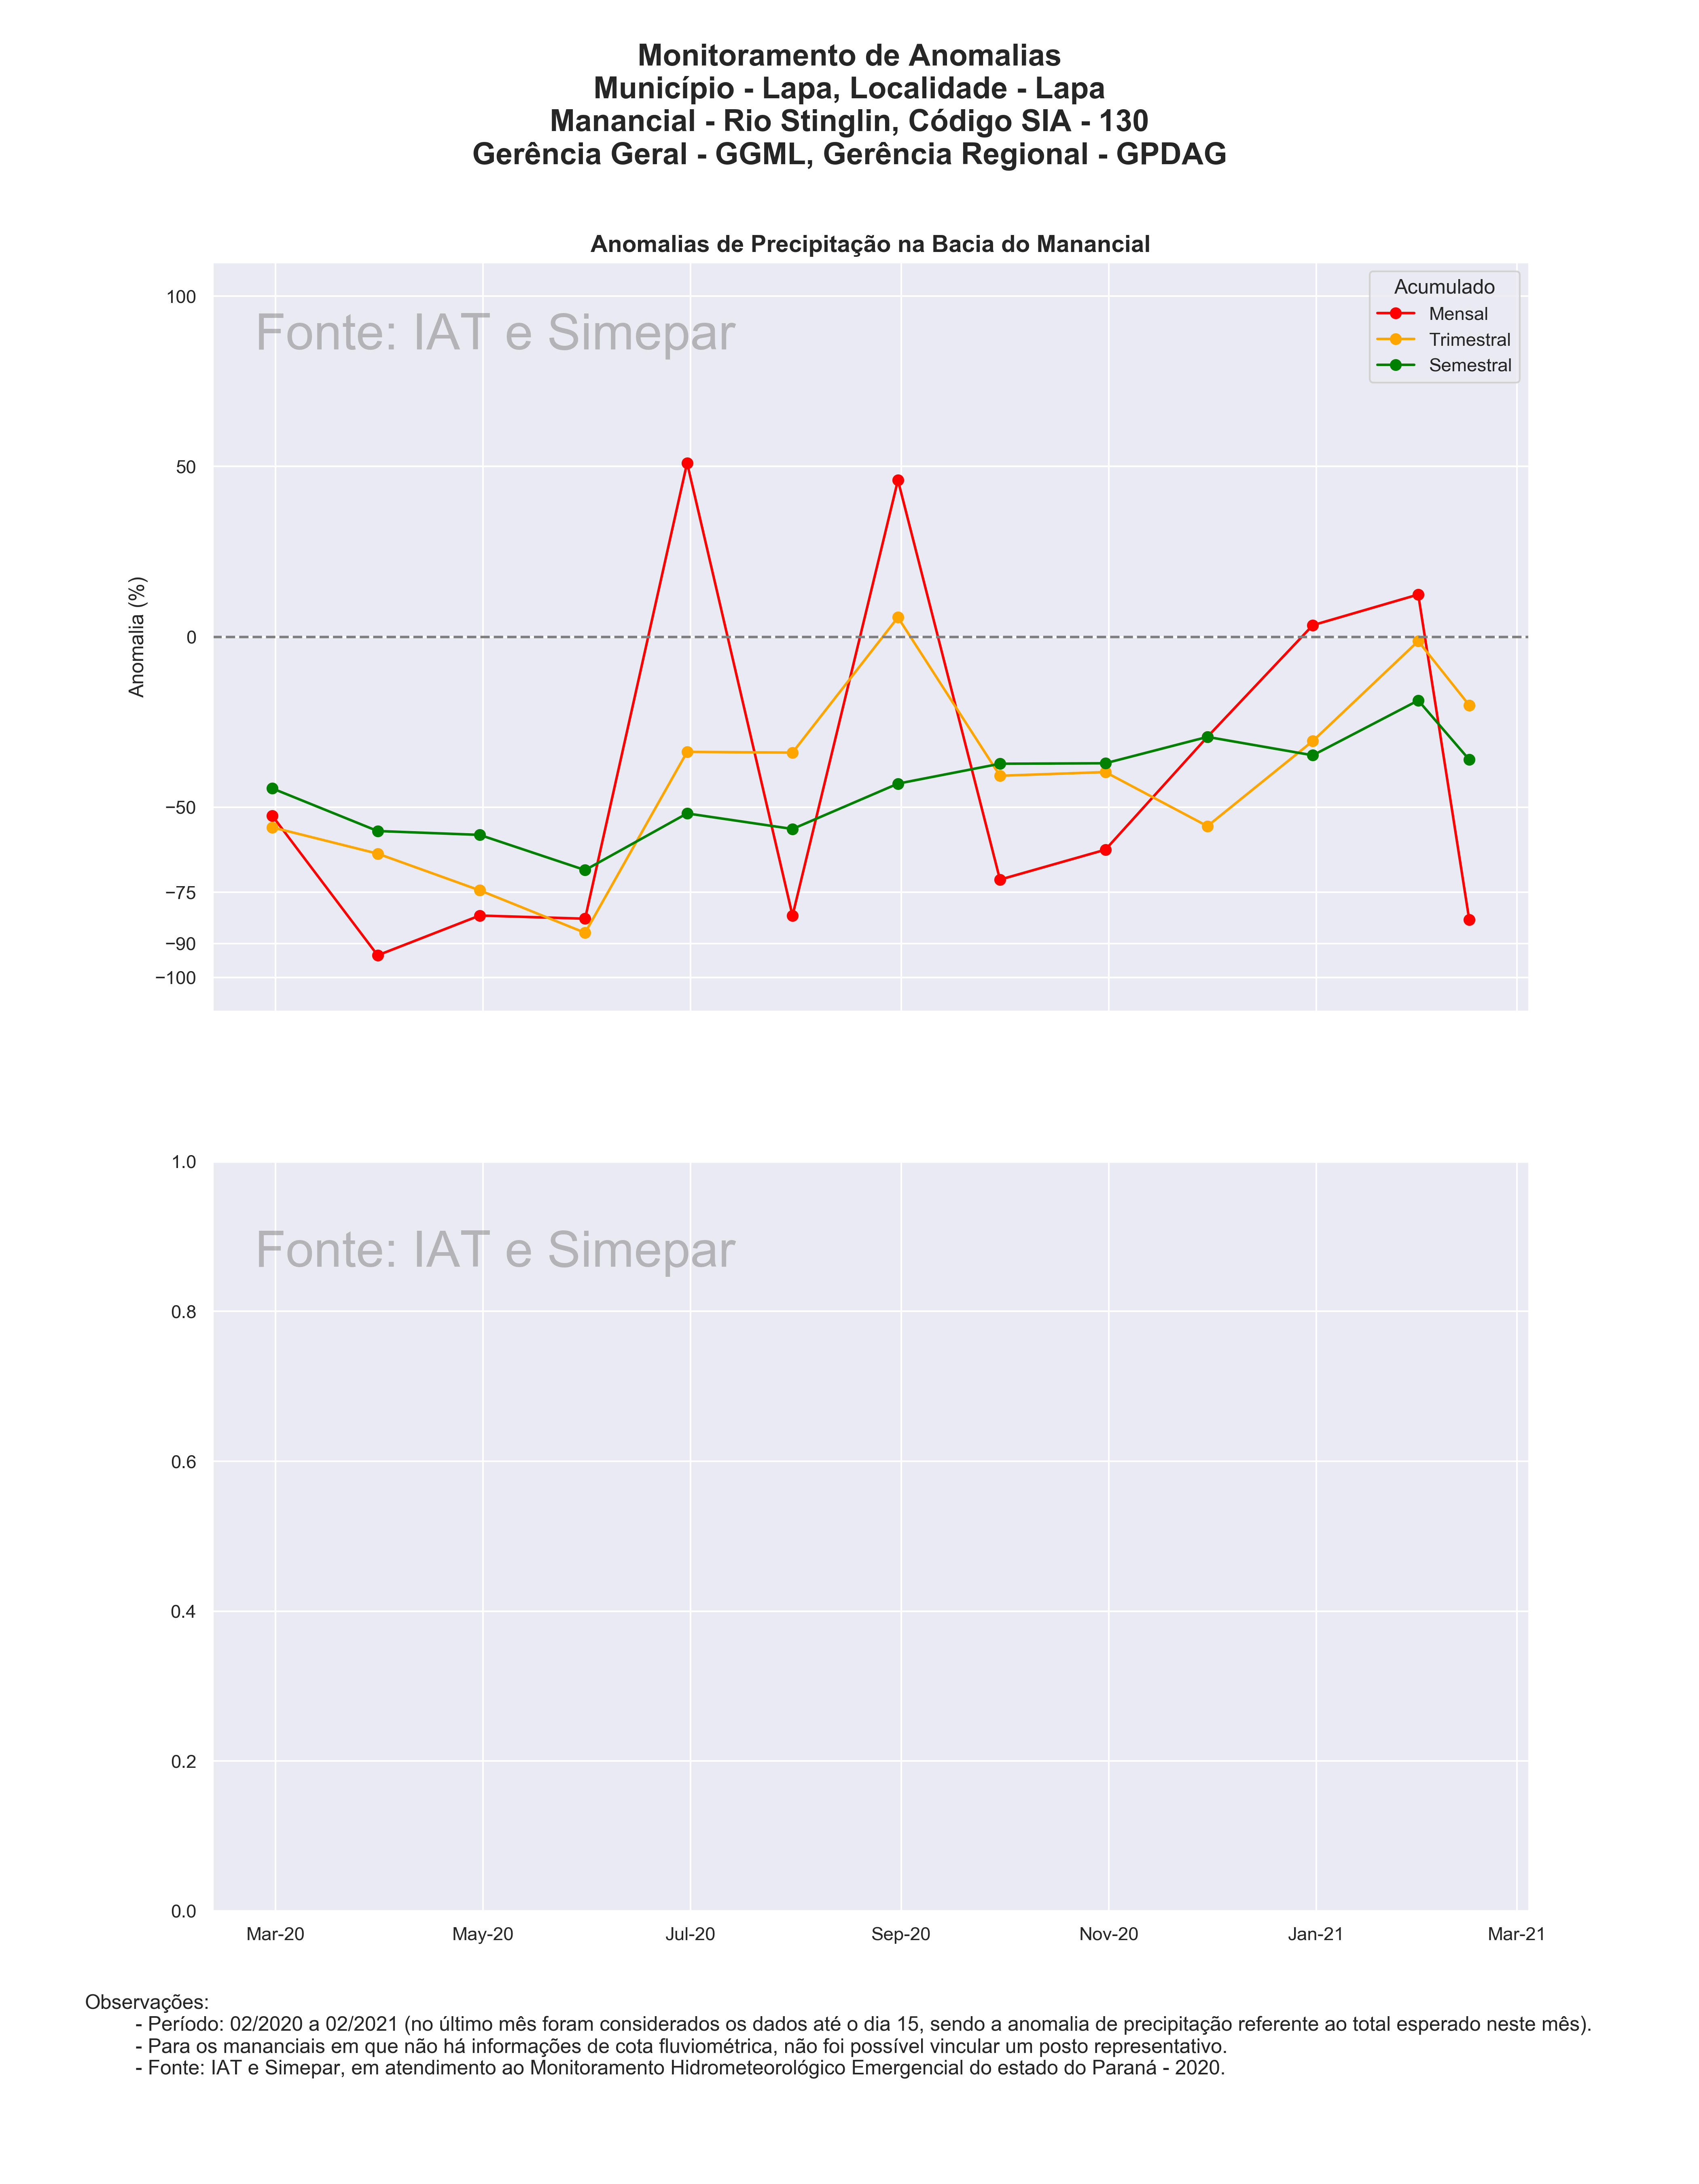 Monitoramento de Anomalias
Município - Lapa, Localidade - Lapa
Manancial - Rio Stinglin, Código SIA - 130
Gerência Geral - GGML, Gerência Regional - GPDAG
Anomalias de Precipitação na Bacia do Manancial
Fonte: IAT e Simepar
Acumulado
Mensal
Trimestral
Semestral
Anomalia (%)
100
50
0
−50
−75
−90
−100
Fonte: IAT e Simepar
1.0
0.8
0.6
0.4
0.2
0.0
Mar-20 May-20 Jul-20 Sep-20 Nov-20 Jan-21 Mar-21
Observações:
- Período: 02/2020 a 02/2021 (no último mês foram considerados os dados até o dia 15, sendo a anomalia de precipitação referente ao total esperado neste mês).
- Para os mananciais em que não há informações de cota fluviométrica, não foi possível vincular um posto representativo.
- Fonte: IAT e Simepar, em atendimento ao Monitoramento Hidrometeorológico Emergencial do estado do Paraná - 2020.